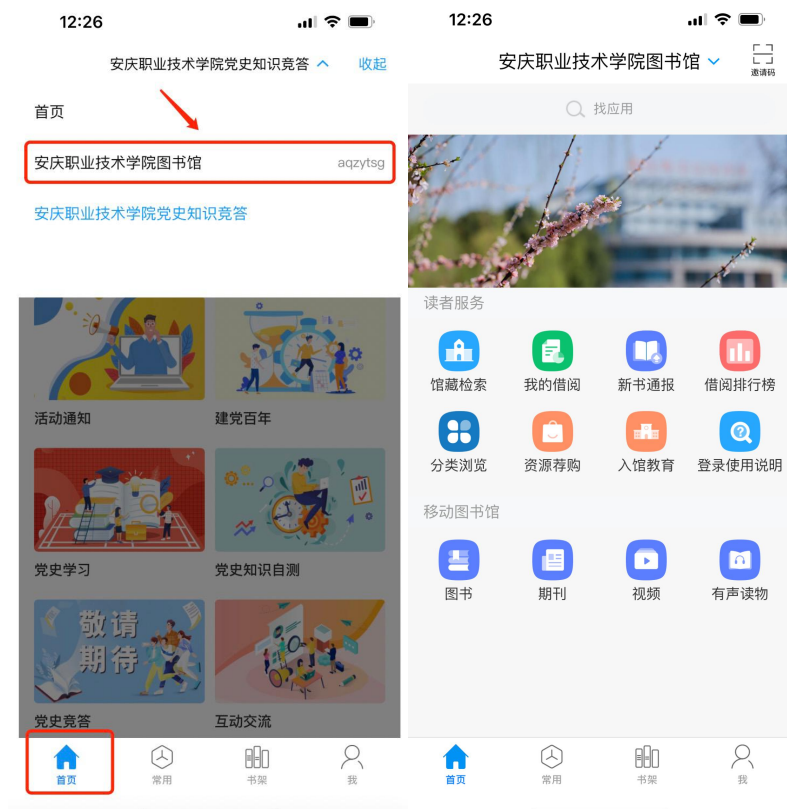 12:26
安庆职业技术学院党史知识竞答 收起
首页
安庆职业技术学院图书馆 aqzytsg
安庆职业技术学院党史知识竞答
活动通知 建党百年
党史学习 党史知识自测
敬请
期待
党史竞答 互动交流
首页 常用 书架 我
12:26
安庆职业技术学院图书馆
邀请码
找应用
读者服务
馆藏检索 我的借阅 新书通报 借阅排行榜
分类浏览 资源荐购 入馆教育 登录使用说明
移动图书馆
图书 期刊 视频 有声读物
首页 常用 书架 我